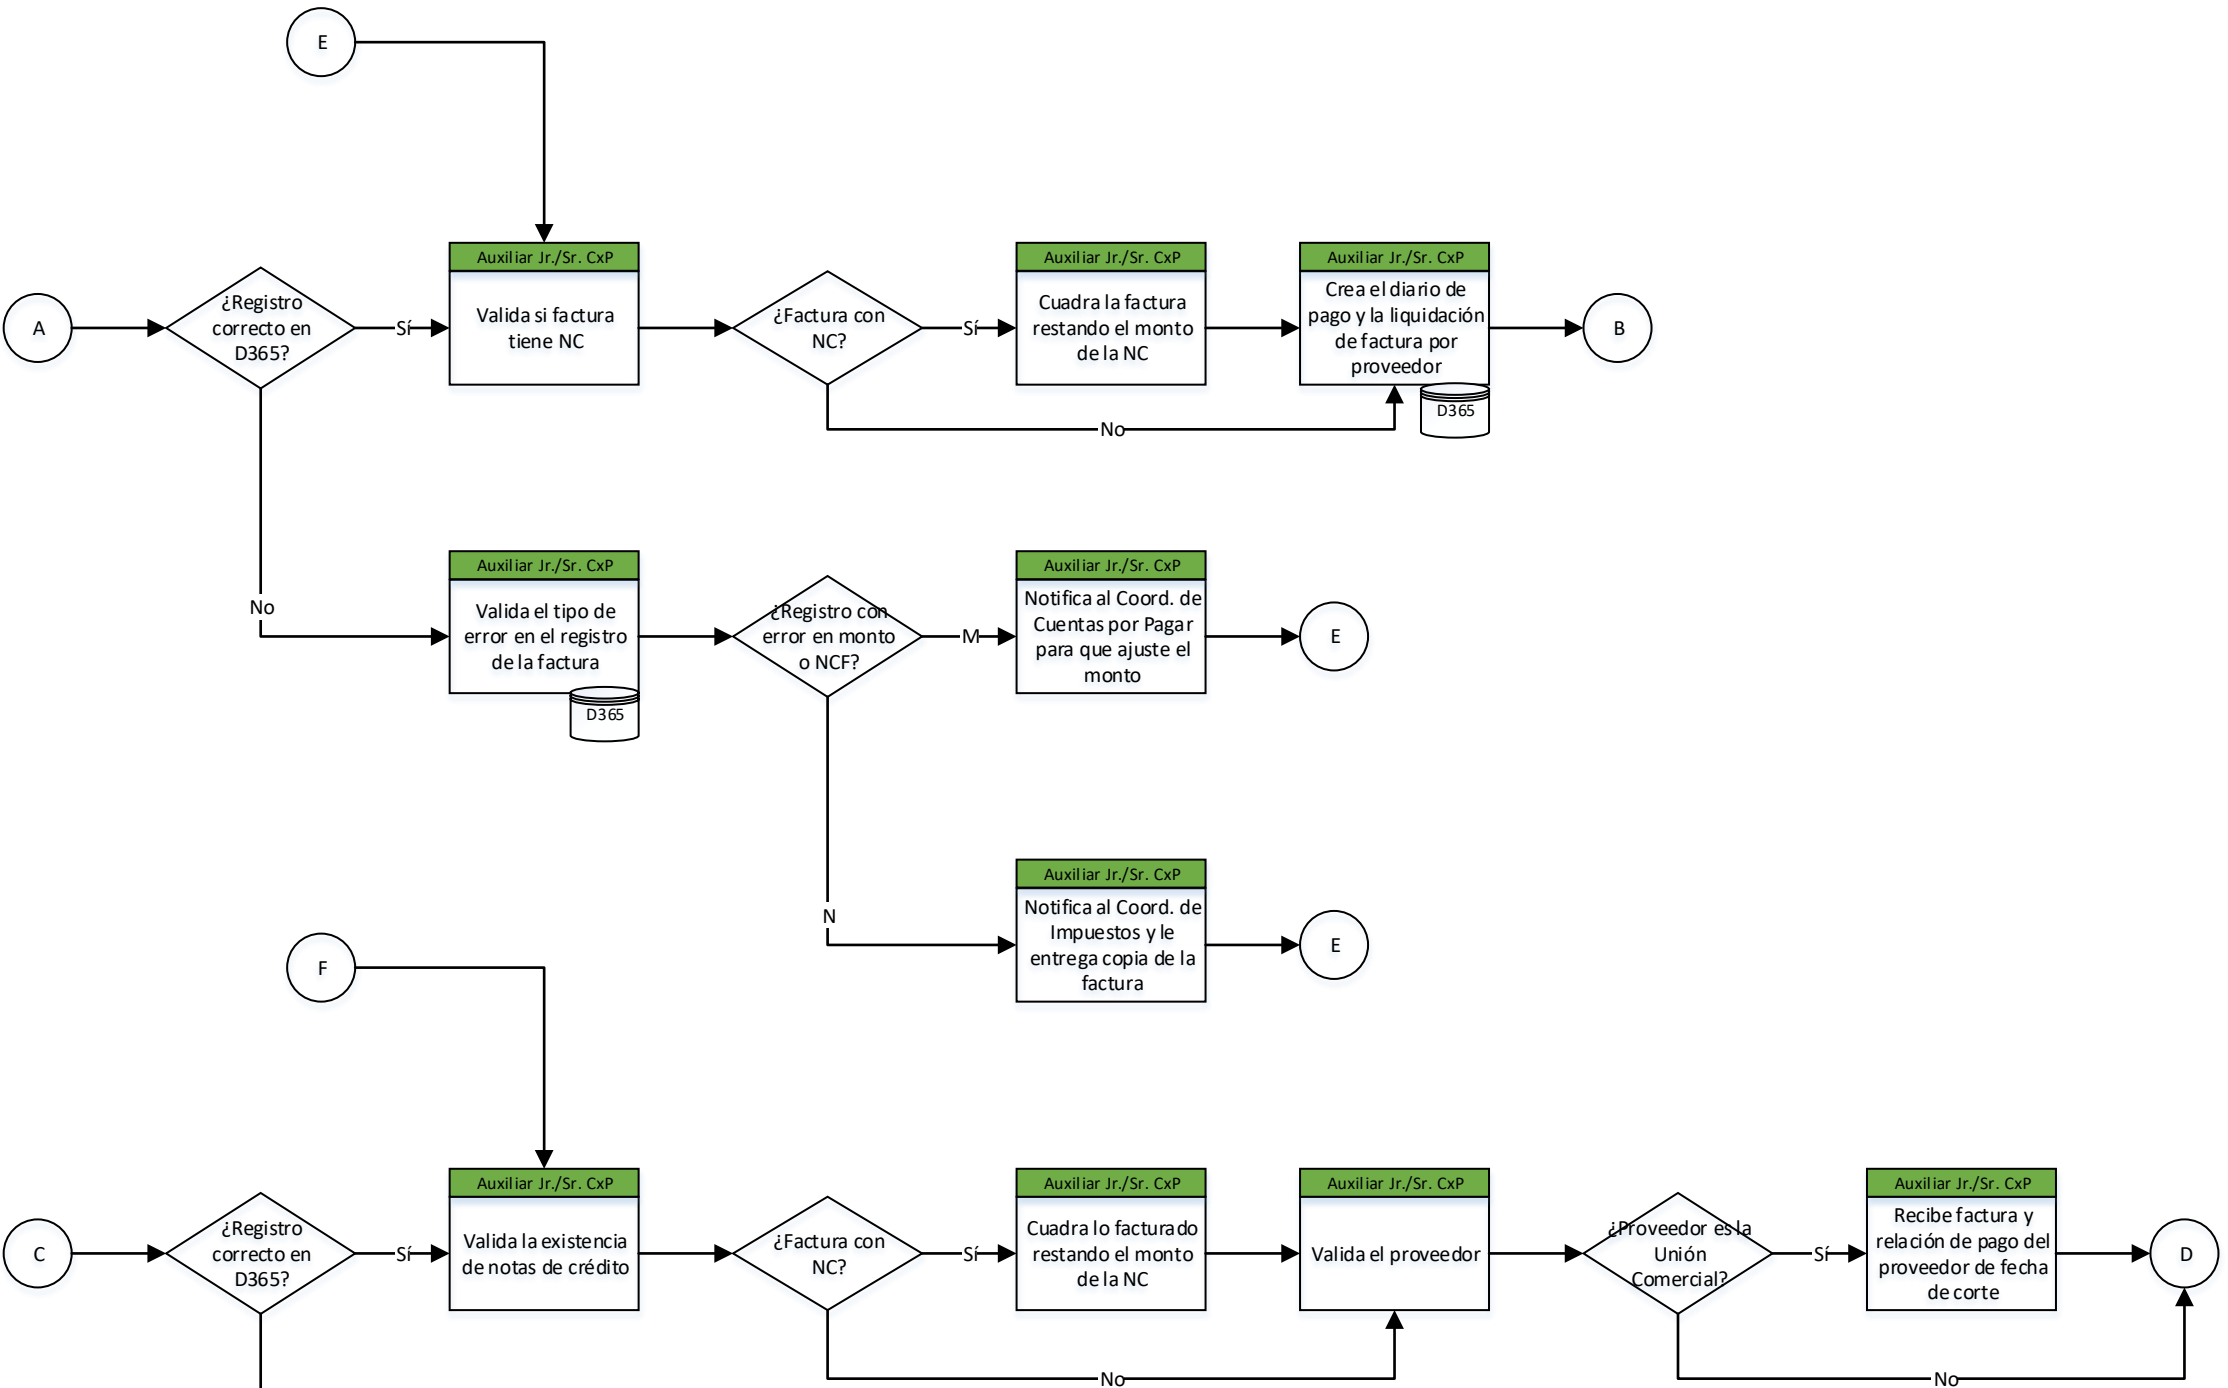 E
Auxiliar Jr./Sr. CxP
Auxiliar Jr./Sr. CxP
Auxiliar Jr./Sr. CxP
A
¿Registro
correcto en
D365?
Sí
Valida si factura
tiene NC
¿Factura con
NC?
Sí
Cuadra la factura
restando el monto
de la NC
Crea el diario de
pago y la liquidación
de factura por
proveedor
B
D365
No
No
Auxiliar Jr./Sr. CxP
Valida el tipo de
error en el registro
de la factura
D365
¿Registro con
error en monto
o NCF?
M
Auxiliar Jr./Sr. CxP
Notifica al Coord. de
Cuentas por Pagar
para que ajuste el
monto
E
N
Auxiliar Jr./Sr. CxP
Notifica al Coord. de
Impuestos y le
entrega copia de la
factura
E
F
Auxiliar Jr./Sr. CxP
Auxiliar Jr./Sr. CxP
Auxiliar Jr./Sr. CxP
Auxiliar Jr./Sr. CxP
C
¿Registro
correcto en
D365?
Sí
Valida la existencia
de notas de crédito
¿Factura con
NC?
Sí
Cuadra lo facturado
restando el monto
de la NC
Valida el proveedor
¿Proveedor es la
Unión
Comercial?
Sí
Recibe factura y
relación de pago del
proveedor de fecha
de corte
D
No
No